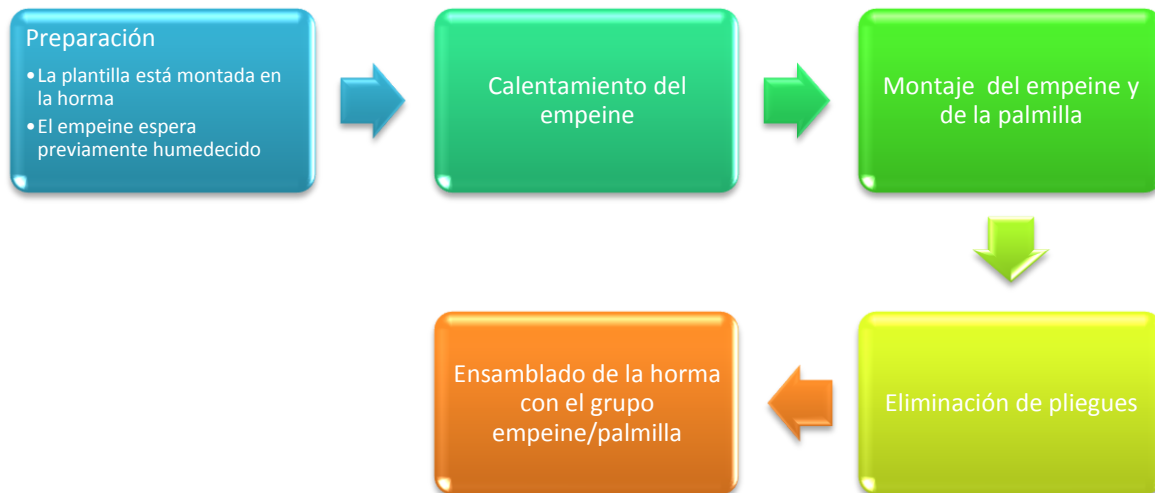 Preparación
•La plantilla está montada en
la horma
•El empeine espera
previamente humedecido
Calentamiento del
empeine
Montaje  del empeine y
de la palmilla
Eliminación de pliegues
Ensamblado de la horma
con el grupo
empeine/palmilla